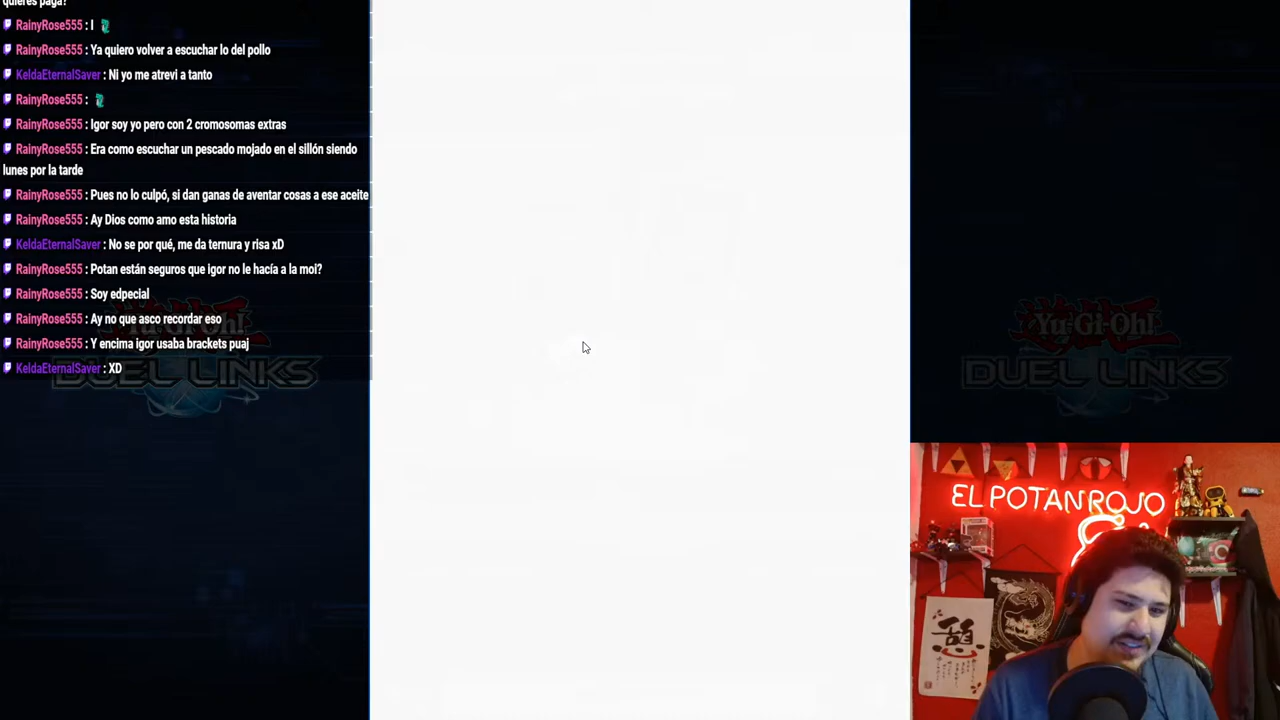 quieres paga?
RainyRose555 : I
RainyRose555 : Ya quiero volver a escuchar lo del pollo
KeldaEternalSaver : Ni yo me atrevi a tanto
RainyRose555 :
RainyRose555 : Igor soy yo pero con 2 cromosomas extras
RainyRose555 : Era como escuchar un pescado mojado en el sillón siendo
lunes por la tarde
RainyRose555 : Pues no lo culpó, si dan ganas de aventar cosas a ese aceite
RainyRose555 : Ay Dios como amo esta historia
KeldaEternalSaver : No se por qué, me da ternura y risa xD
RainyRose555 : Potan están seguros que igor no le hacía a la moi?
RainyRose555 : Soy edpecial
RainyRose555 : Ay no que asco recordar eso
RainyRose555 : Y encima igor usaba brackets puaj
KeldaEternalSaver : XD
Yu-Gi-Oh!
DUEL LINKS
Yu-Gi-Oh!
DUEL LINKS
EL POTAN ROJO